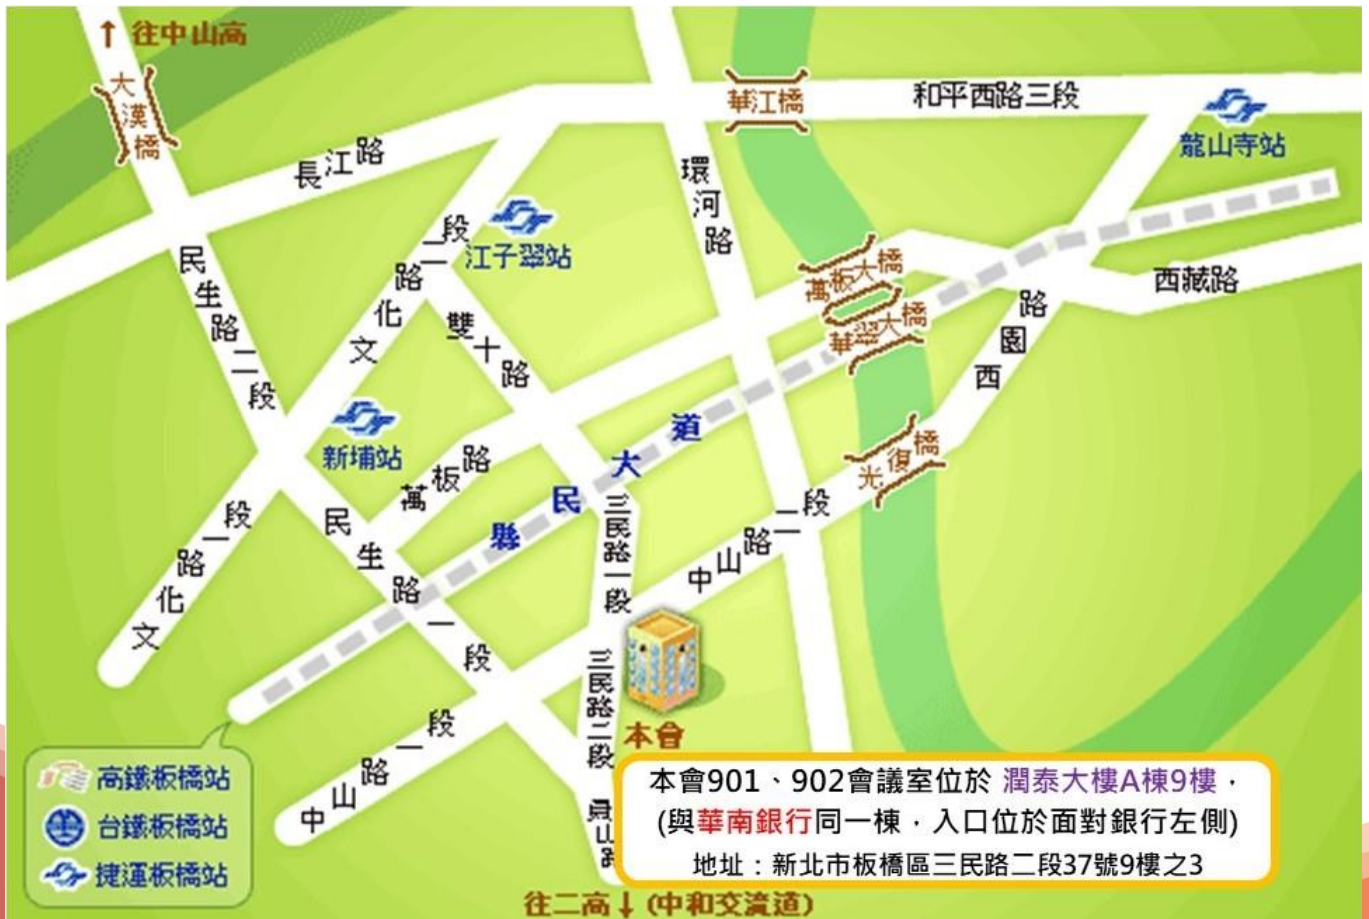 ↑ 往中山高
大漢橋
華江橋
和平西路三段
龍山寺站
長江路
環河路
民生路二段
文化路二段
江子翠站
雙十路
萬板大橋
華翠大橋
西藏路
西園路
新埔站
萬板路
縣民大道
光復橋
文化路一段
民生路一段
三民路一段
中山路二段
三民路二段
本會
中山路一段
員山路
高鐵板橋站
台鐵板橋站
捷運板橋站
本會901、902會議室位於 潤泰大樓A棟9樓，
(與華南銀行同一棟，入口位於面對銀行左側)
地址：新北市板橋區三民路二段37號9樓之3
往二高↓(中和交流道)